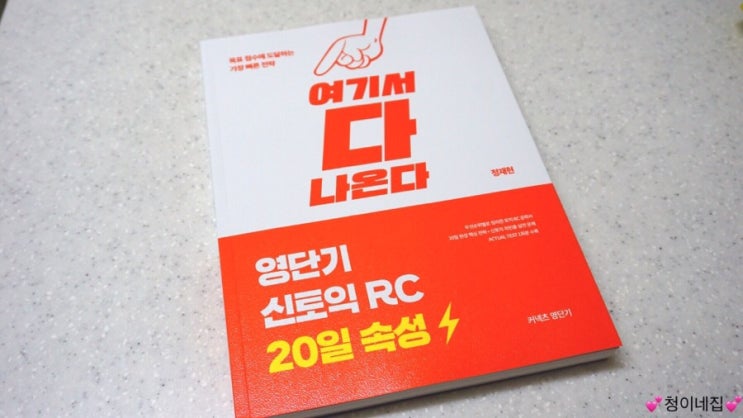 목표 점수에 도달하는
가장 빠른 전략
여기서
다
나온다
정재현
영단기
신토익 RC
20일 속성
커넥츠 영단기
💕청이네집💕